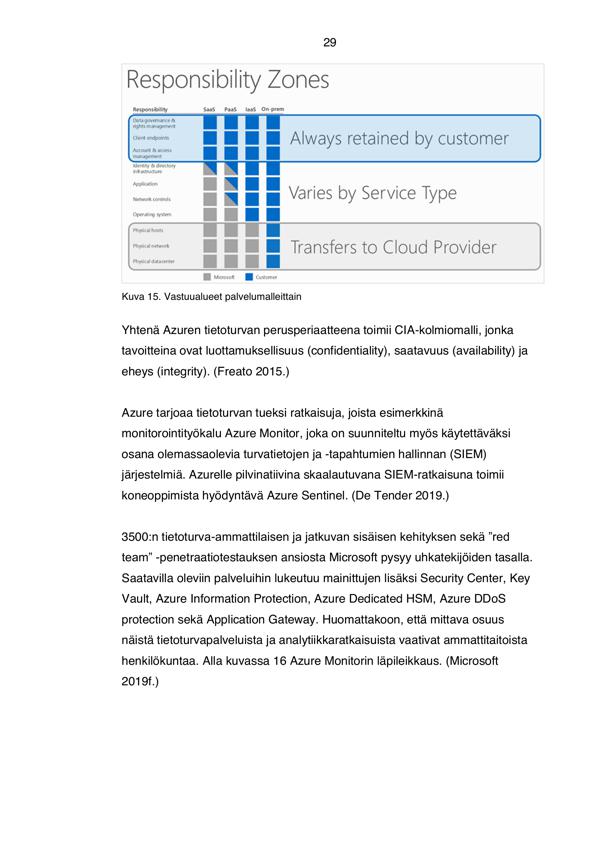 29
Responsibility Zones
Responsibility SaaS PaaS IaaS On-prem
Data governance &
rights management
Client endpoints
Account & access
management
Always retained by customer
Identity & directory
infrastructure
Application
Network controls
Operating system
Varies by Service Type
Physical hosts
Physical network
Physical datacenter
Transfers to Cloud Provider
Microsoft Customer
Kuva 15. Vastuualueet palvelumalleittain
Yhtenä Azuren tietoturvan perusperiaatteena toimii CIA-kolmiomalli, jonka
tavoitteina ovat luottamuksellisuus (confidentiality), saatavuus (availability) ja
eheys (integrity). (Freato 2015.)
Azure tarjoaa tietoturvan tueksi ratkaisuja, joista esimerkkinä
monitorointityökalu Azure Monitor, joka on suunniteltu myös käytettäväksi
osana olemassaolevia turvatietojen ja -tapahtumien hallinnan (SIEM)
järjestelmiä. Azurelle pilvinatiivina skaalautuvana SIEM-ratkaisuna toimii
koneoppimista hyödyntävä Azure Sentinel. (De Tender 2019.)
3500:n tietoturva-ammattilaisen ja jatkuvan sisäisen kehityksen sekä ”red
team” -penetraatiotestauksen ansiosta Microsoft pysyy uhkatekijöiden tasalla.
Saatavilla oleviin palveluihin lukeutuu mainittujen lisäksi Security Center, Key
Vault, Azure Information Protection, Azure Dedicated HSM, Azure DDoS
protection sekä Application Gateway. Huomattakoon, että mittava osuus
näistä tietoturvapalveluista ja analytiikkaratkaisuista vaativat ammattitaitoista
henkilökuntaa. Alla kuvassa 16 Azure Monitorin läpileikkaus. (Microsoft
2019f.)